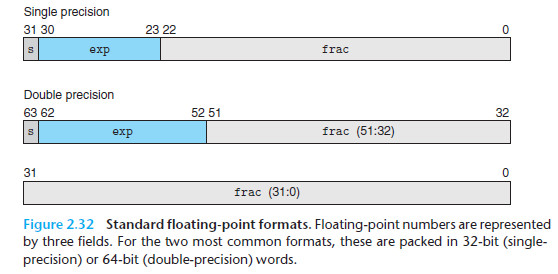 Single precision
31 30 23 22 0
s exp frac
Double precision
63 62 52 51 32
s exp frac (51:32)
31 0
frac (31:0)
Figure 2.32 Standard floating-point formats. Floating-point numbers are represented
by three fields. For the two most common formats, these are packed in 32-bit (single-
precision) or 64-bit (double-precision) words.